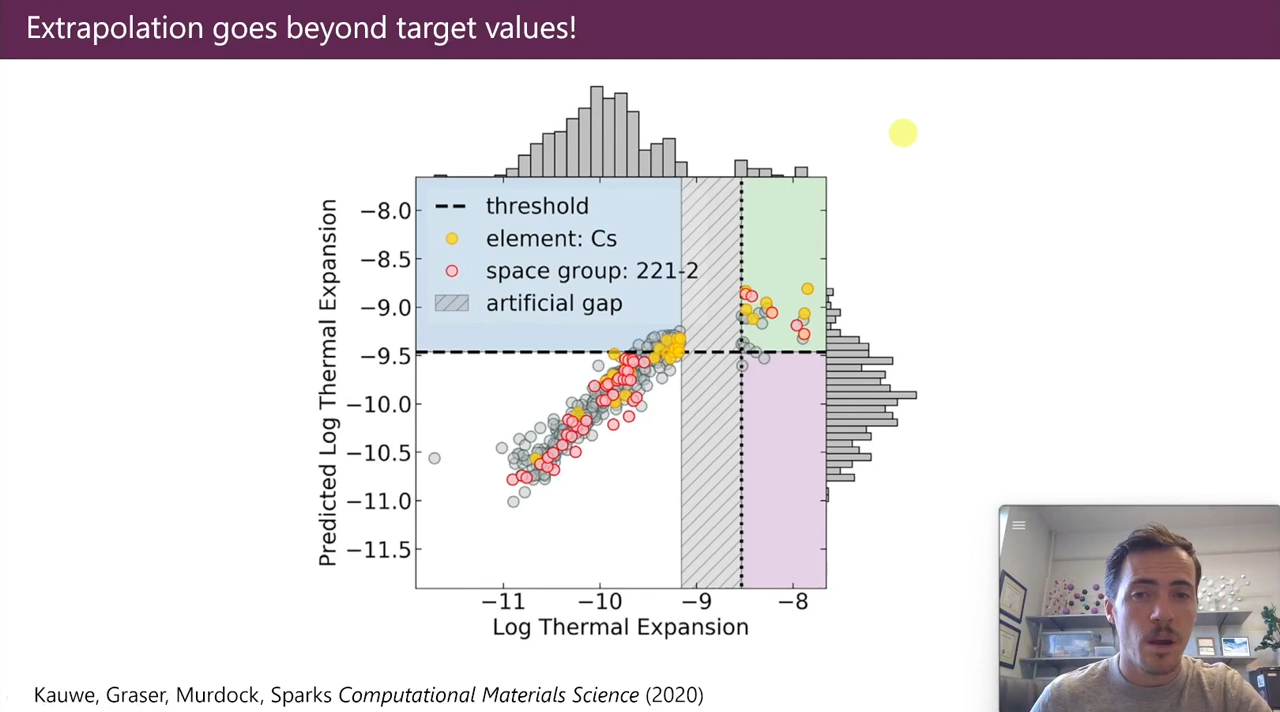 Extrapolation goes beyond target values!
threshold
element: Cs
space group: 221-2
artificial gap
Predicted Log Thermal Expansion
−8.0
−8.5
−9.0
−9.5
−10.0
−10.5
−11.0
−11.5
−11 −10 −9 −8
Log Thermal Expansion
Kauwe, Graser, Murdock, Sparks Computational Materials Science (2020)